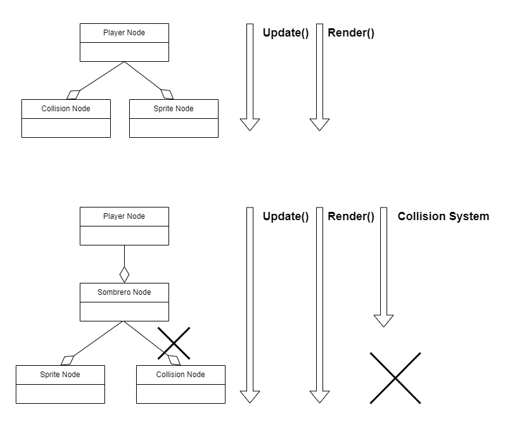 Player Node
Update()
Render()
Collision Node
Sprite Node
Player Node
Update()
Render()
Collision System
Sombrero Node
Sprite Node
Collision Node